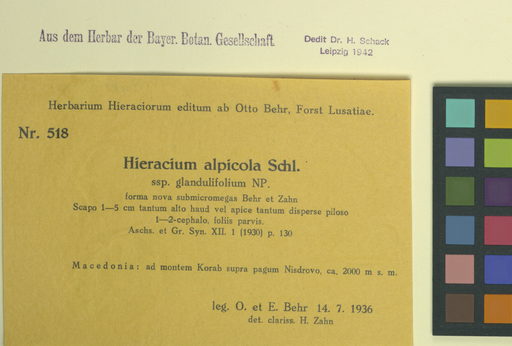 Aus dem Herbar der Bayer. Botan. Gesellschaft.
Dedit Dr. H. Schack
Leipzig 1942
Herbarium Hieraciorum editum ab Otto Behr, Forst Lusatiae.
Nr. 518
Hieracium alpicola Schl.
ssp. glandulifolium NP.
forma nova submicromegas Behr et Zahn
Scapo 1—5 cm tantum alto haud vel apice tantum disperse piloso
1—2-cephalo, foliis parvis.
Aschs. et Gr. Syn. XII. 1 (1930) p. 130
Macedonia: ad montem Korab supra pagum Nisdrovo, ca. 2000 m s. m.
leg. O. et E. Behr 14. 7. 1936
det. clariss. H. Zahn